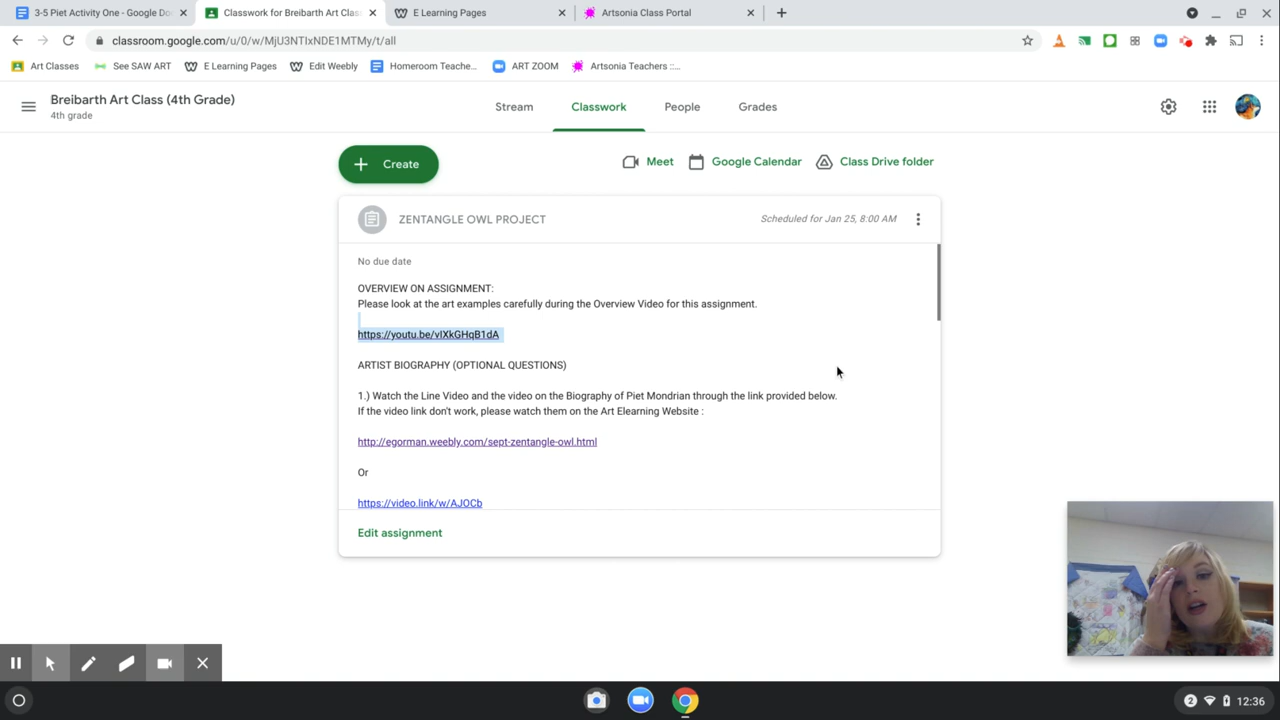 3-5 Piet Activity One - Google Do
Classwork for Breibarth Art Clas
E Learning Pages
Artsonia Class Portal
classroom.google.com/u/0/w/MjU3NTIxNDE1MTMy/t/all
Art Classes
See SAW ART
E Learning Pages
Edit Weebly
Homeroom Teache...
ART ZOOM
Artsonia Teachers ::...
Breibarth Art Class (4th Grade)
4th grade
Stream
Classwork
People
Grades
Create
Meet
Google Calendar
Class Drive folder
ZENTANGLE OWL PROJECT
Scheduled for Jan 25, 8:00 AM
No due date
OVERVIEW ON ASSIGNMENT:
Please look at the art examples carefully during the Overview Video for this assignment.
https://youtu.be/vIXkGHqB1dA
ARTIST BIOGRAPHY (OPTIONAL QUESTIONS)
1.) Watch the Line Video and the video on the Biography of Piet Mondrian through the link provided below.
If the video link don't work, please watch them on the Art Elearning Website :
http://egorman.weebly.com/sept-zentangle-owl.html
Or
https://video.link/w/AJOCb
Edit assignment
2
12:36